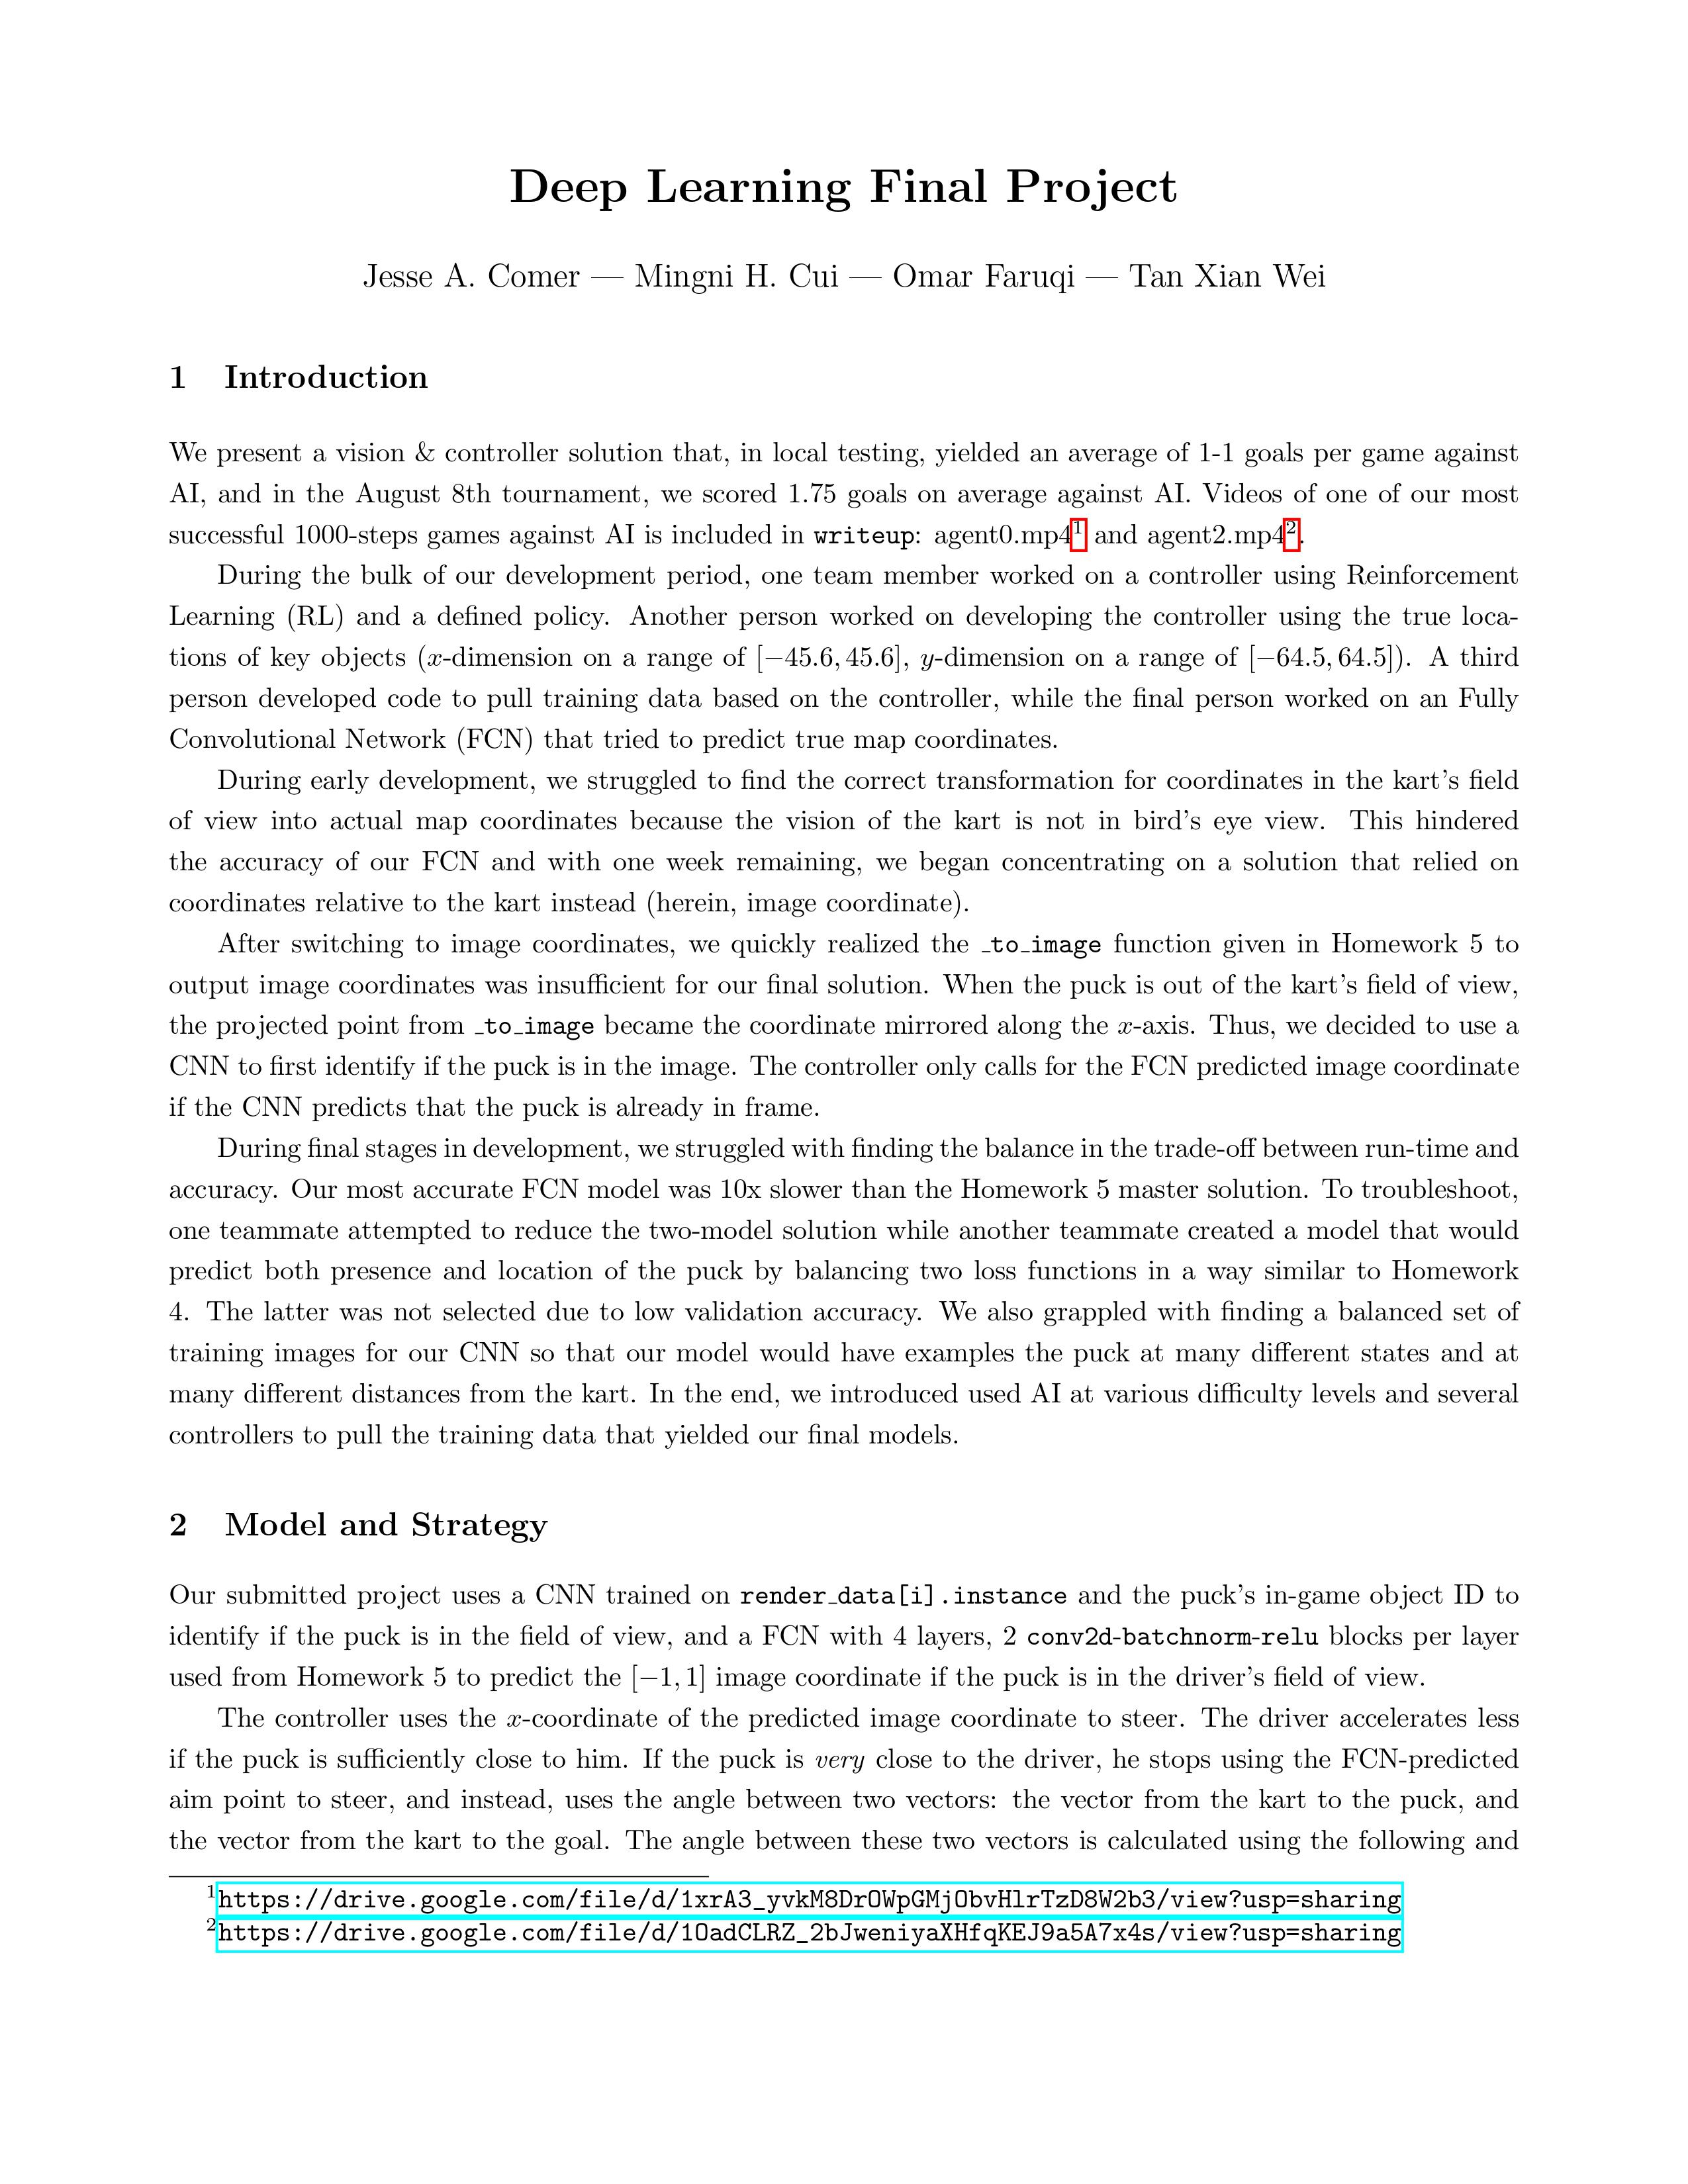 Deep Learning Final Project
Jesse A. Comer — Mingni H. Cui — Omar Faruqi — Tan Xian Wei
1 Introduction
We present a vision & controller solution that, in local testing, yielded an average of 1-1 goals per game against
AI, and in the August 8th tournament, we scored 1.75 goals on average against AI. Videos of one of our most
successful 1000-steps games against AI is included in writeup: agent0.mp4¹ and agent2.mp4².
During the bulk of our development period, one team member worked on a controller using Reinforcement
Learning (RL) and a defined policy. Another person worked on developing the controller using the true loca-
tions of key objects (x-dimension on a range of [−45.6, 45.6], y-dimension on a range of [−64.5, 64.5]). A third
person developed code to pull training data based on the controller, while the final person worked on an Fully
Convolutional Network (FCN) that tried to predict true map coordinates.
During early development, we struggled to find the correct transformation for coordinates in the kart's field
of view into actual map coordinates because the vision of the kart is not in bird's eye view. This hindered
the accuracy of our FCN and with one week remaining, we began concentrating on a solution that relied on
coordinates relative to the kart instead (herein, image coordinate).
After switching to image coordinates, we quickly realized the _to_image function given in Homework 5 to
output image coordinates was insufficient for our final solution. When the puck is out of the kart's field of view,
the projected point from _to_image became the coordinate mirrored along the x-axis. Thus, we decided to use a
CNN to first identify if the puck is in the image. The controller only calls for the FCN predicted image coordinate
if the CNN predicts that the puck is already in frame.
During final stages in development, we struggled with finding the balance in the trade-off between run-time and
accuracy. Our most accurate FCN model was 10x slower than the Homework 5 master solution. To troubleshoot,
one teammate attempted to reduce the two-model solution while another teammate created a model that would
predict both presence and location of the puck by balancing two loss functions in a way similar to Homework
4. The latter was not selected due to low validation accuracy. We also grappled with finding a balanced set of
training images for our CNN so that our model would have examples the puck at many different states and at
many different distances from the kart. In the end, we introduced used AI at various difficulty levels and several
controllers to pull the training data that yielded our final models.
2 Model and Strategy
Our submitted project uses a CNN trained on render_data[i].instance and the puck's in-game object ID to
identify if the puck is in the field of view, and a FCN with 4 layers, 2 conv2d-batchnorm-relu blocks per layer
used from Homework 5 to predict the [−1, 1] image coordinate if the puck is in the driver's field of view.
The controller uses the x-coordinate of the predicted image coordinate to steer. The driver accelerates less
if the puck is sufficiently close to him. If the puck is very close to the driver, he stops using the FCN-predicted
aim point to steer, and instead, uses the angle between two vectors: the vector from the kart to the puck, and
the vector from the kart to the goal. The angle between these two vectors is calculated using the following and
¹https://drive.google.com/file/d/1xrA3_yvkM8DrOWpGMjObvHlrTzD8W2b3/view?usp=sharing
²https://drive.google.com/file/d/1OadCLRZ_2bJweniyaXHfqKEJ9a5A7x4s/view?usp=sharing